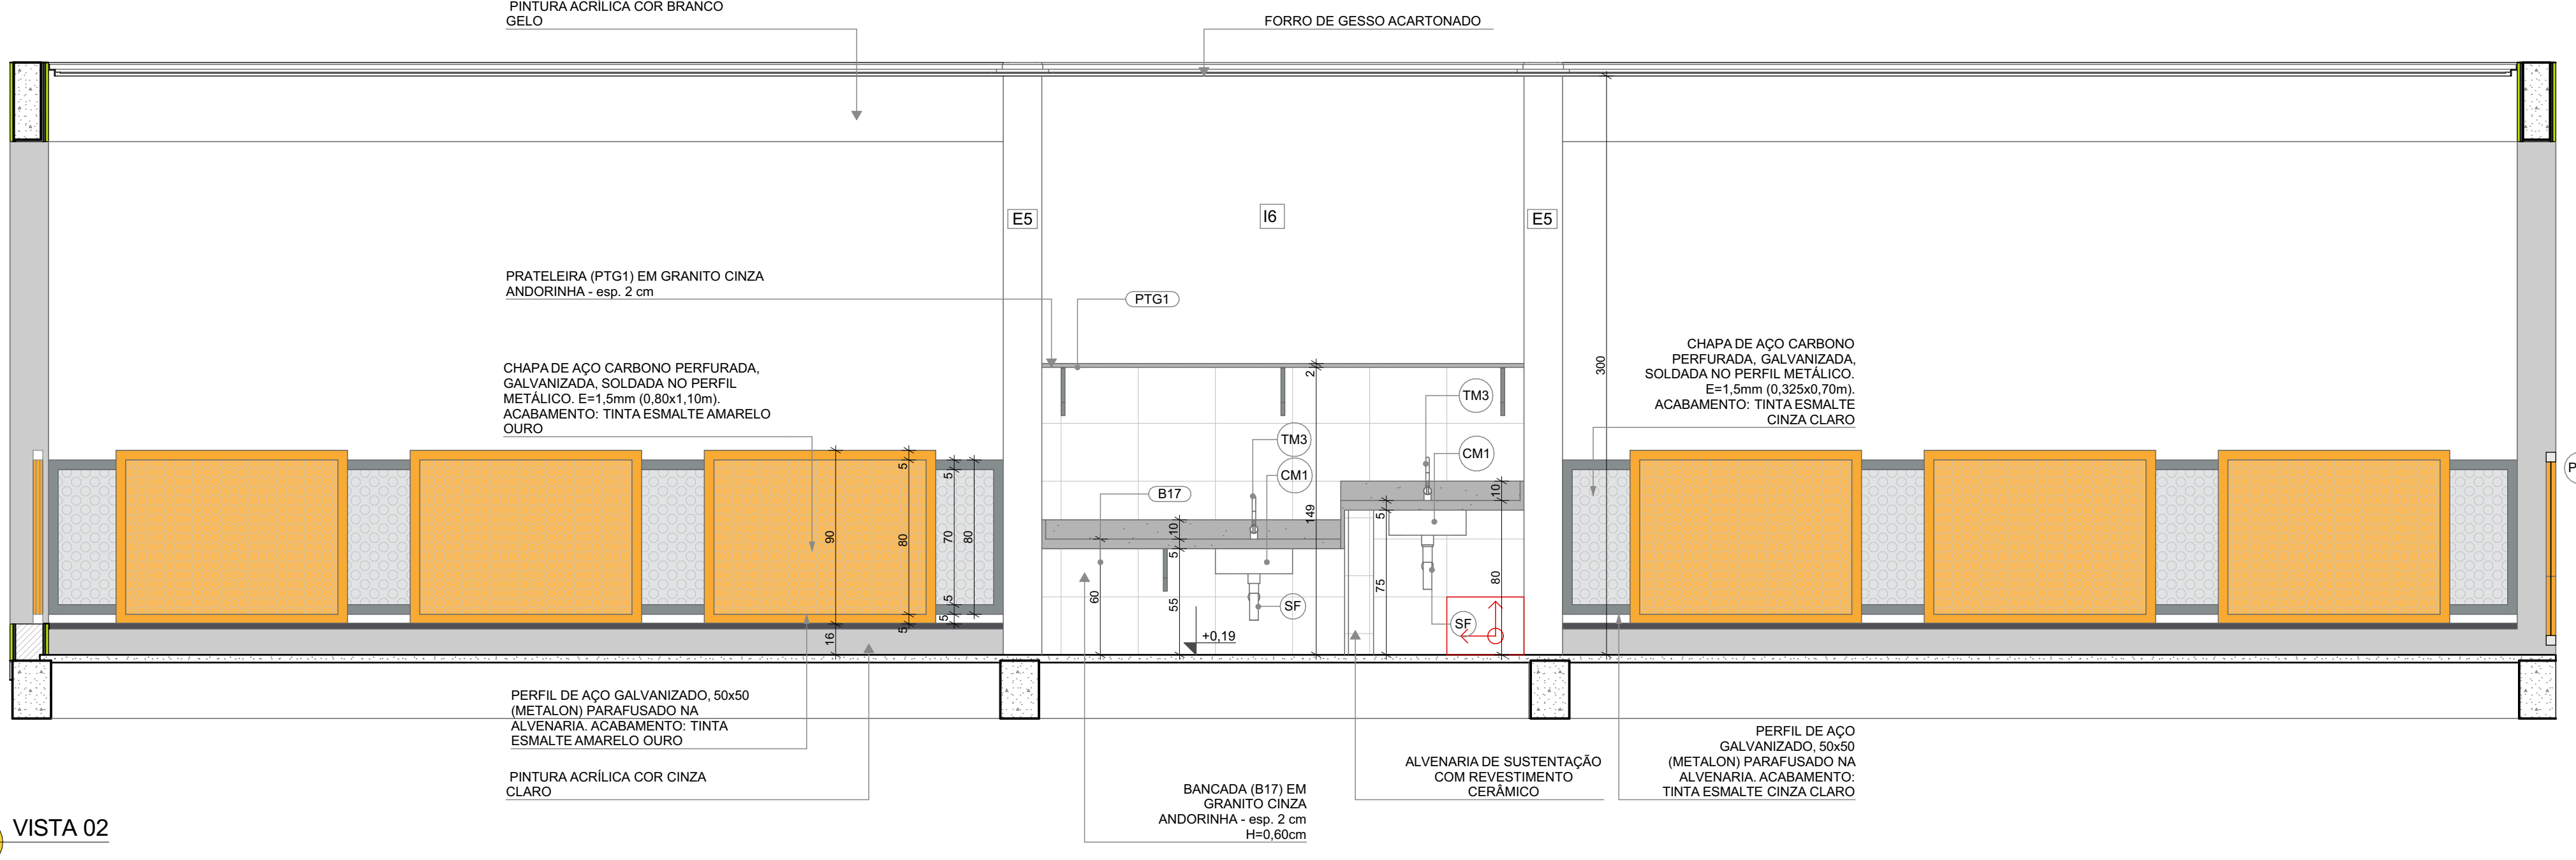 PINTURA ACRÍLICA COR BRANCO
GELO
FORRO DE GESSO ACARTONADO
E5
I6
E5
PRATELEIRA (PTG1) EM GRANITO CINZA
ANDORINHA - esp. 2 cm
PTG1
CHAPA DE AÇO CARBONO PERFURADA,
GALVANIZADA, SOLDADA NO PERFIL
METÁLICO. E=1,5mm (0,80x1,10m).
ACABAMENTO: TINTA ESMALTE AMARELO
OURO
CHAPA DE AÇO CARBONO
PERFURADA, GALVANIZADA,
SOLDADA NO PERFIL METÁLICO.
E=1,5mm (0,325x0,70m).
ACABAMENTO: TINTA ESMALTE
CINZA CLARO
300
2
TM3
TM3
CM1
CM1
B17
P
90
16
5
80
5
5
70
5
5
80
60
10
5
55
149
5
75
10
80
SF
SF
+0,19
PERFIL DE AÇO GALVANIZADO, 50x50
(METALON) PARAFUSADO NA
ALVENARIA. ACABAMENTO: TINTA
ESMALTE AMARELO OURO
PINTURA ACRÍLICA COR CINZA
CLARO
BANCADA (B17) EM
GRANITO CINZA
ANDORINHA - esp. 2 cm
H=0,60cm
ALVENARIA DE SUSTENTAÇÃO
COM REVESTIMENTO
CERÂMICO
PERFIL DE AÇO
GALVANIZADO, 50x50
(METALON) PARAFUSADO NA
ALVENARIA. ACABAMENTO:
TINTA ESMALTE CINZA CLARO
VISTA 02